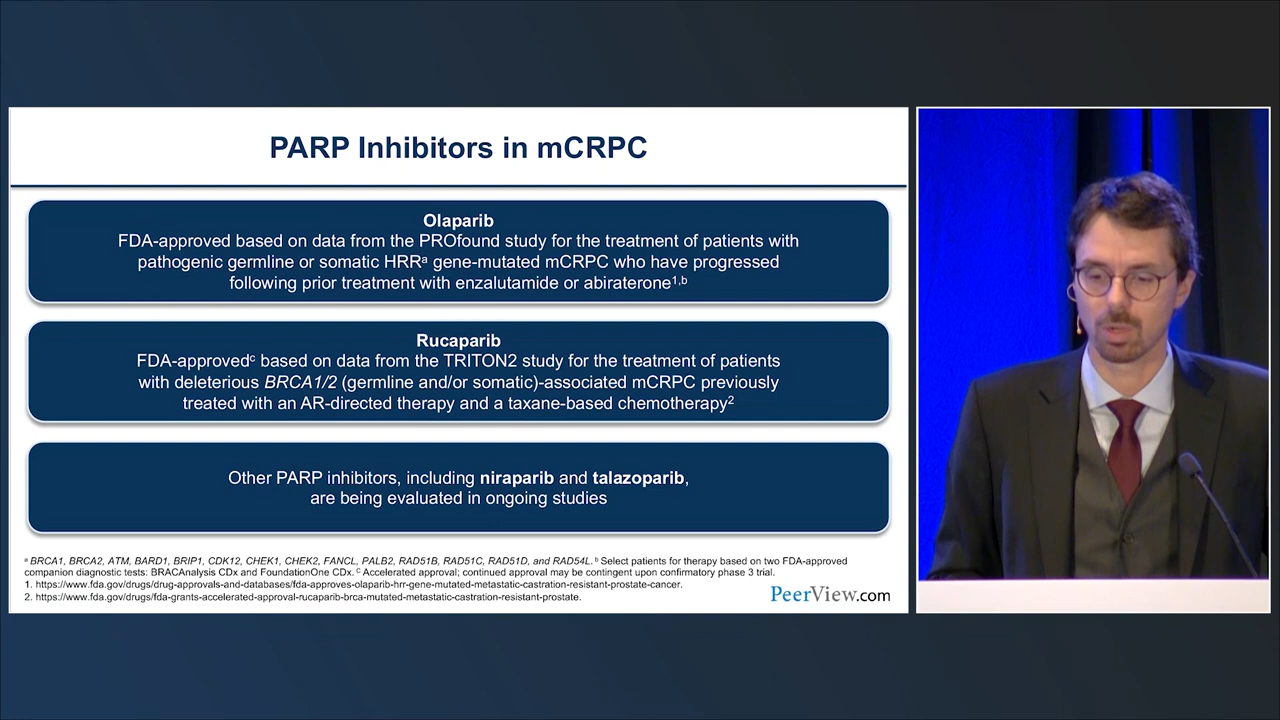 PARP Inhibitors in mCRPC
Olaparib
FDA-approved based on data from the PROfound study for the treatment of patients with
pathogenic germline or somatic HRRᵃ gene-mutated mCRPC who have progressed
following prior treatment with enzalutamide or abiraterone¹,ᵇ
Rucaparib
FDA-approvedᶜ based on data from the TRITON2 study for the treatment of patients
with deleterious BRCA1/2 (germline and/or somatic)-associated mCRPC previously
treated with an AR-directed therapy and a taxane-based chemotherapy²
Other PARP inhibitors, including niraparib and talazoparib,
are being evaluated in ongoing studies
ᵃ BRCA1, BRCA2, ATM, BARD1, BRIP1, CDK12, CHEK1, CHEK2, FANCL, PALB2, RAD51B, RAD51C, RAD51D, and RAD54L. ᵇ Select patients for therapy based on two FDA-approved
companion diagnostic tests: BRACAnalysis CDx and FoundationOne CDx. ᶜ Accelerated approval; continued approval may be contingent upon confirmatory phase 3 trial.
1. https://www.fda.gov/drugs/drug-approvals-and-databases/fda-approves-olaparib-hrr-gene-mutated-metastatic-castration-resistant-prostate-cancer.
2. https://www.fda.gov/drugs/fda-grants-accelerated-approval-rucaparib-brca-mutated-metastatic-castration-resistant-prostate.
PeerView.com